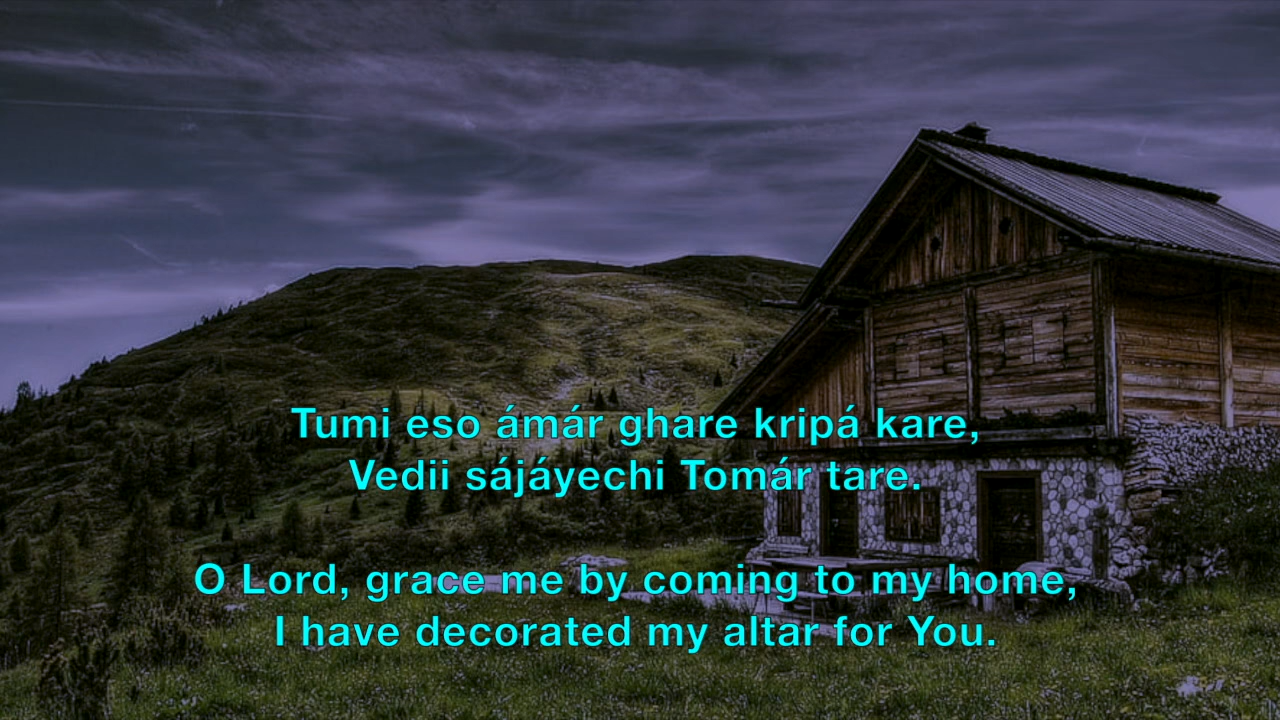 Tumi eso ámár ghare kripá kare,
Vedii sájáyechi Tomár tare.
O Lord, grace me by coming to my home,
I have decorated my altar for You.